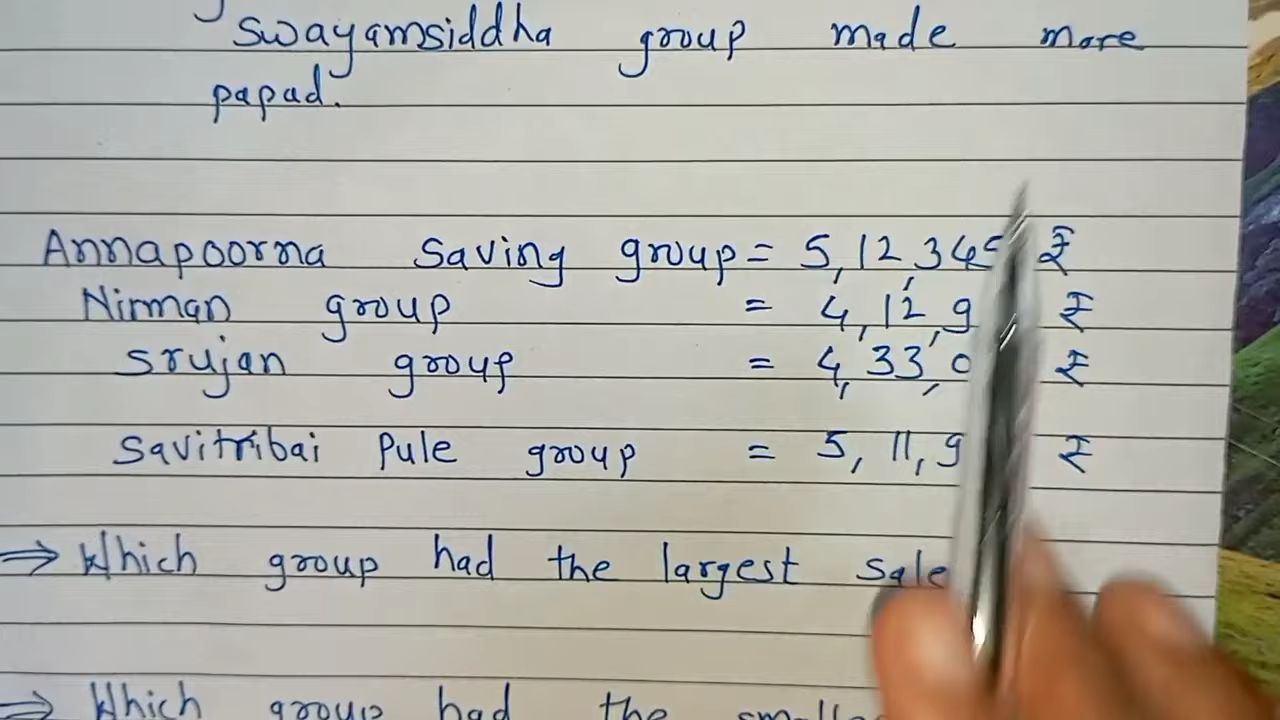 swayamsiddha group made more
papad.
Annapoorna saving group = 5,12,345 ₹
Nirman group = 4,12,9 ₹
Srujan group = 4,33,0 ₹
Savitribai Pule group = 5,11,9 ₹
⇒ Which group had the largest sale
⇒ Which group had the